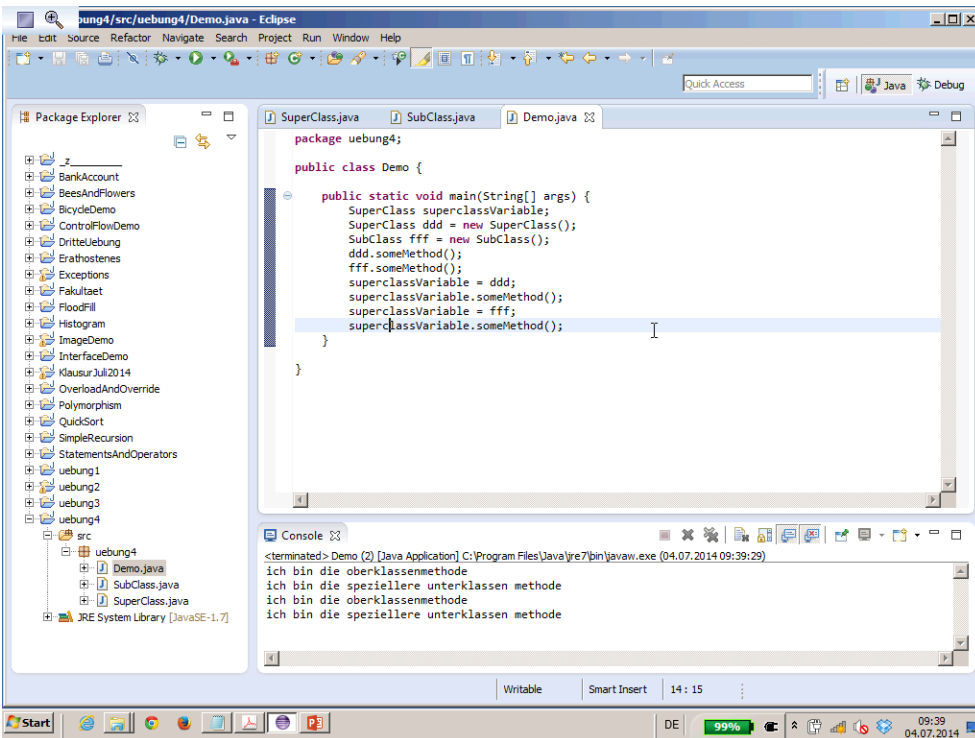 bung4/src/uebung4/Demo.java - Eclipse
File Edit Source Refactor Navigate Search Project Run Window Help
Quick Access
Java
Debug
Package Explorer
_z_________
BankAccount
BeesAndFlowers
BicycleDemo
ControlFlowDemo
DritteUebung
Erathostenes
Exceptions
Fakultaet
FloodFill
Histogram
ImageDemo
InterfaceDemo
KlausurJuli2014
OverloadAndOverride
Polymorphism
QuickSort
SimpleRecursion
StatementsAndOperators
uebung1
uebung2
uebung3
uebung4
src
uebung4
Demo.java
SubClass.java
SuperClass.java
JRE System Library [JavaSE-1.7]
SuperClass.java SubClass.java Demo.java
package uebung4;
public class Demo {
public static void main(String[] args) {
SuperClass superclassVariable;
SuperClass ddd = new SuperClass();
SubClass fff = new SubClass();
ddd.someMethod();
fff.someMethod();
superclassVariable = ddd;
superclassVariable.someMethod();
superclassVariable = fff;
superclassVariable.someMethod();
}
}
Console
<terminated> Demo (2) [Java Application] C:\Program Files\Java\jre7\bin\javaw.exe (04.07.2014 09:39:29)
ich bin die oberklassenmethode
ich bin die speziellere unterklassen methode
ich bin die oberklassenmethode
ich bin die speziellere unterklassen methode
Writable Smart Insert 14 : 15
Start
DE
99%
09:39
04.07.2014